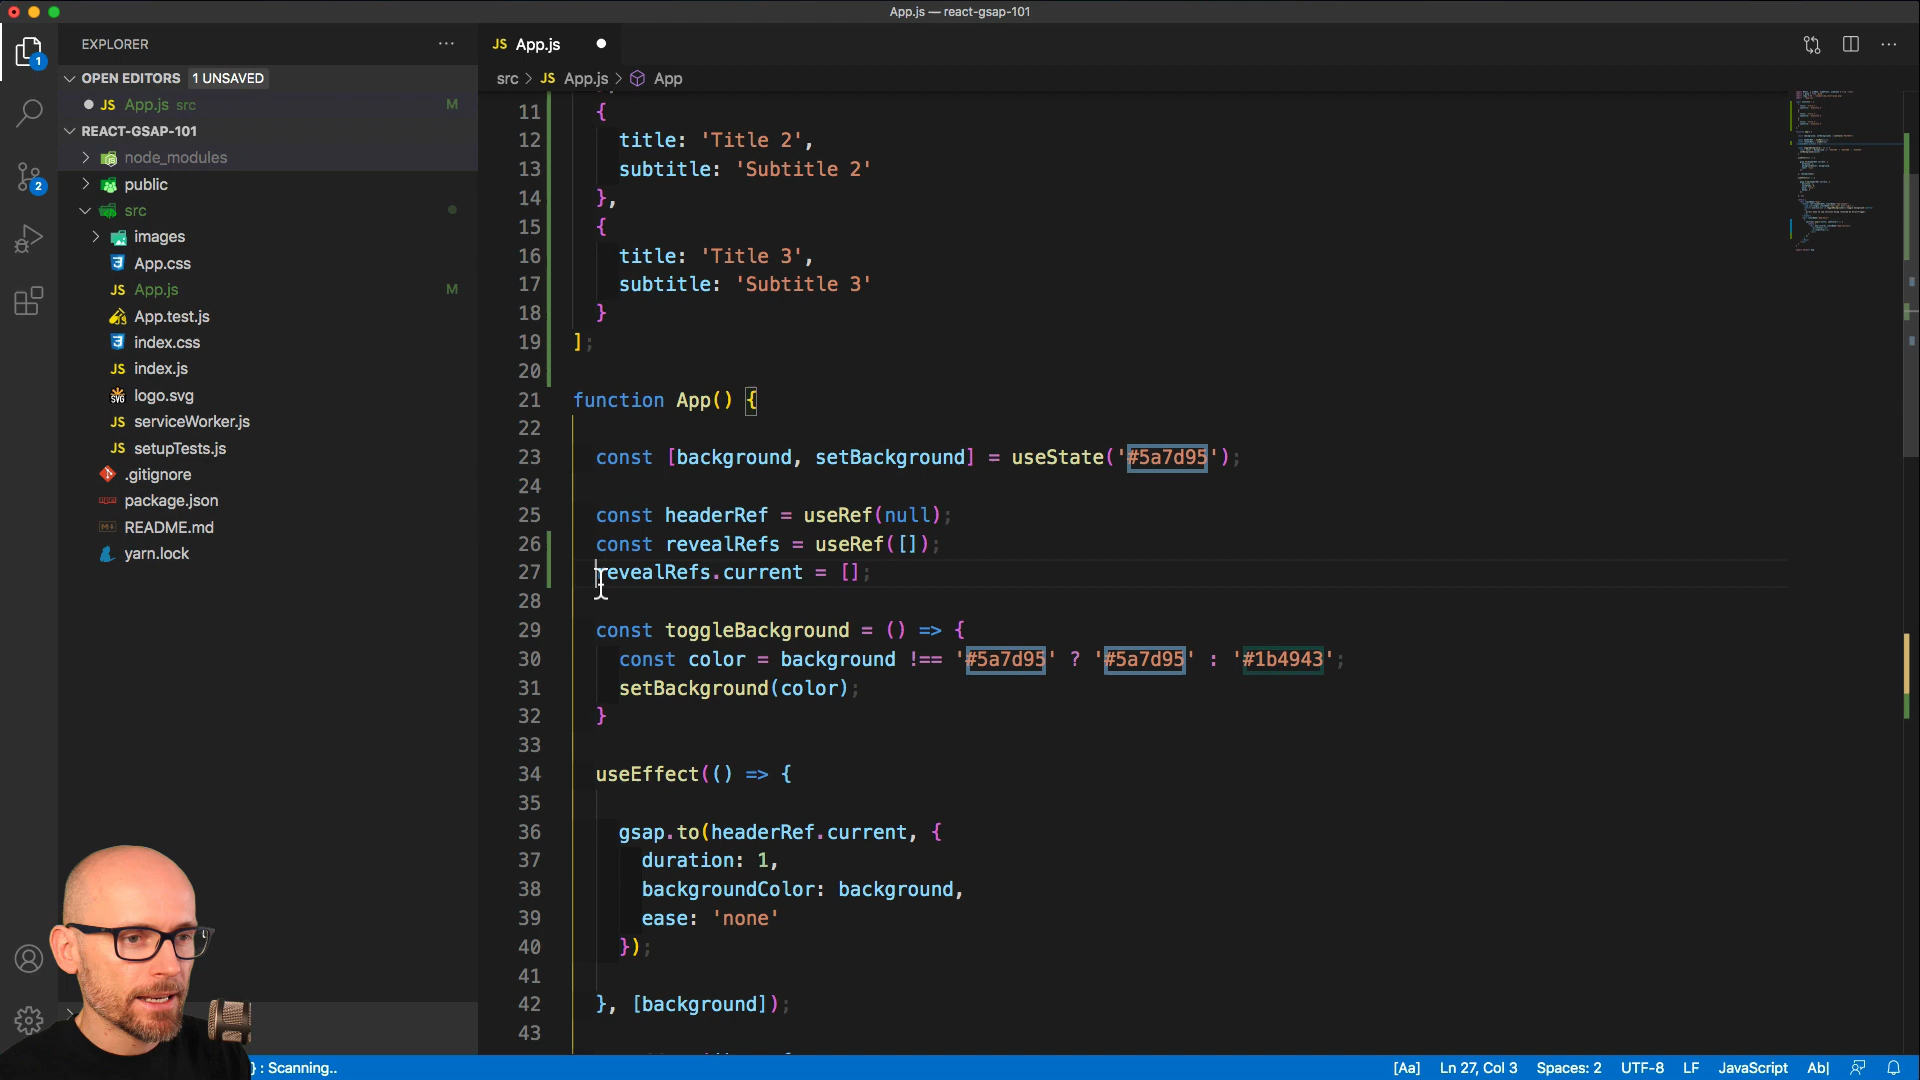 App.js — react-gsap-101
EXPLORER
OPEN EDITORS 1 UNSAVED
JS App.js src M
REACT-GSAP-101
node_modules
public
src
images
App.css
JS App.js M
App.test.js
index.css
JS index.js
logo.svg
JS serviceWorker.js
JS setupTests.js
.gitignore
package.json
README.md
yarn.lock
1
2
JS App.js
src > JS App.js > App
11 {
12 title: 'Title 2',
13 subtitle: 'Subtitle 2'
14 },
15 {
16 title: 'Title 3',
17 subtitle: 'Subtitle 3'
18 }
19 ];
20
21 function App() {
22
23 const [background, setBackground] = useState('#5a7d95');
24
25 const headerRef = useRef(null);
26 const revealRefs = useRef([]);
27 revealRefs.current = [];
28
29 const toggleBackground = () => {
30 const color = background !== '#5a7d95' ? '#5a7d95' : '#1b4943';
31 setBackground(color);
32 }
33
34 useEffect(() => {
35
36 gsap.to(headerRef.current, {
37 duration: 1,
38 backgroundColor: background,
39 ease: 'none'
40 });
41
42 }, [background]);
43
} : Scanning..
[Aa] Ln 27, Col 3 Spaces: 2 UTF-8 LF JavaScript Ab|